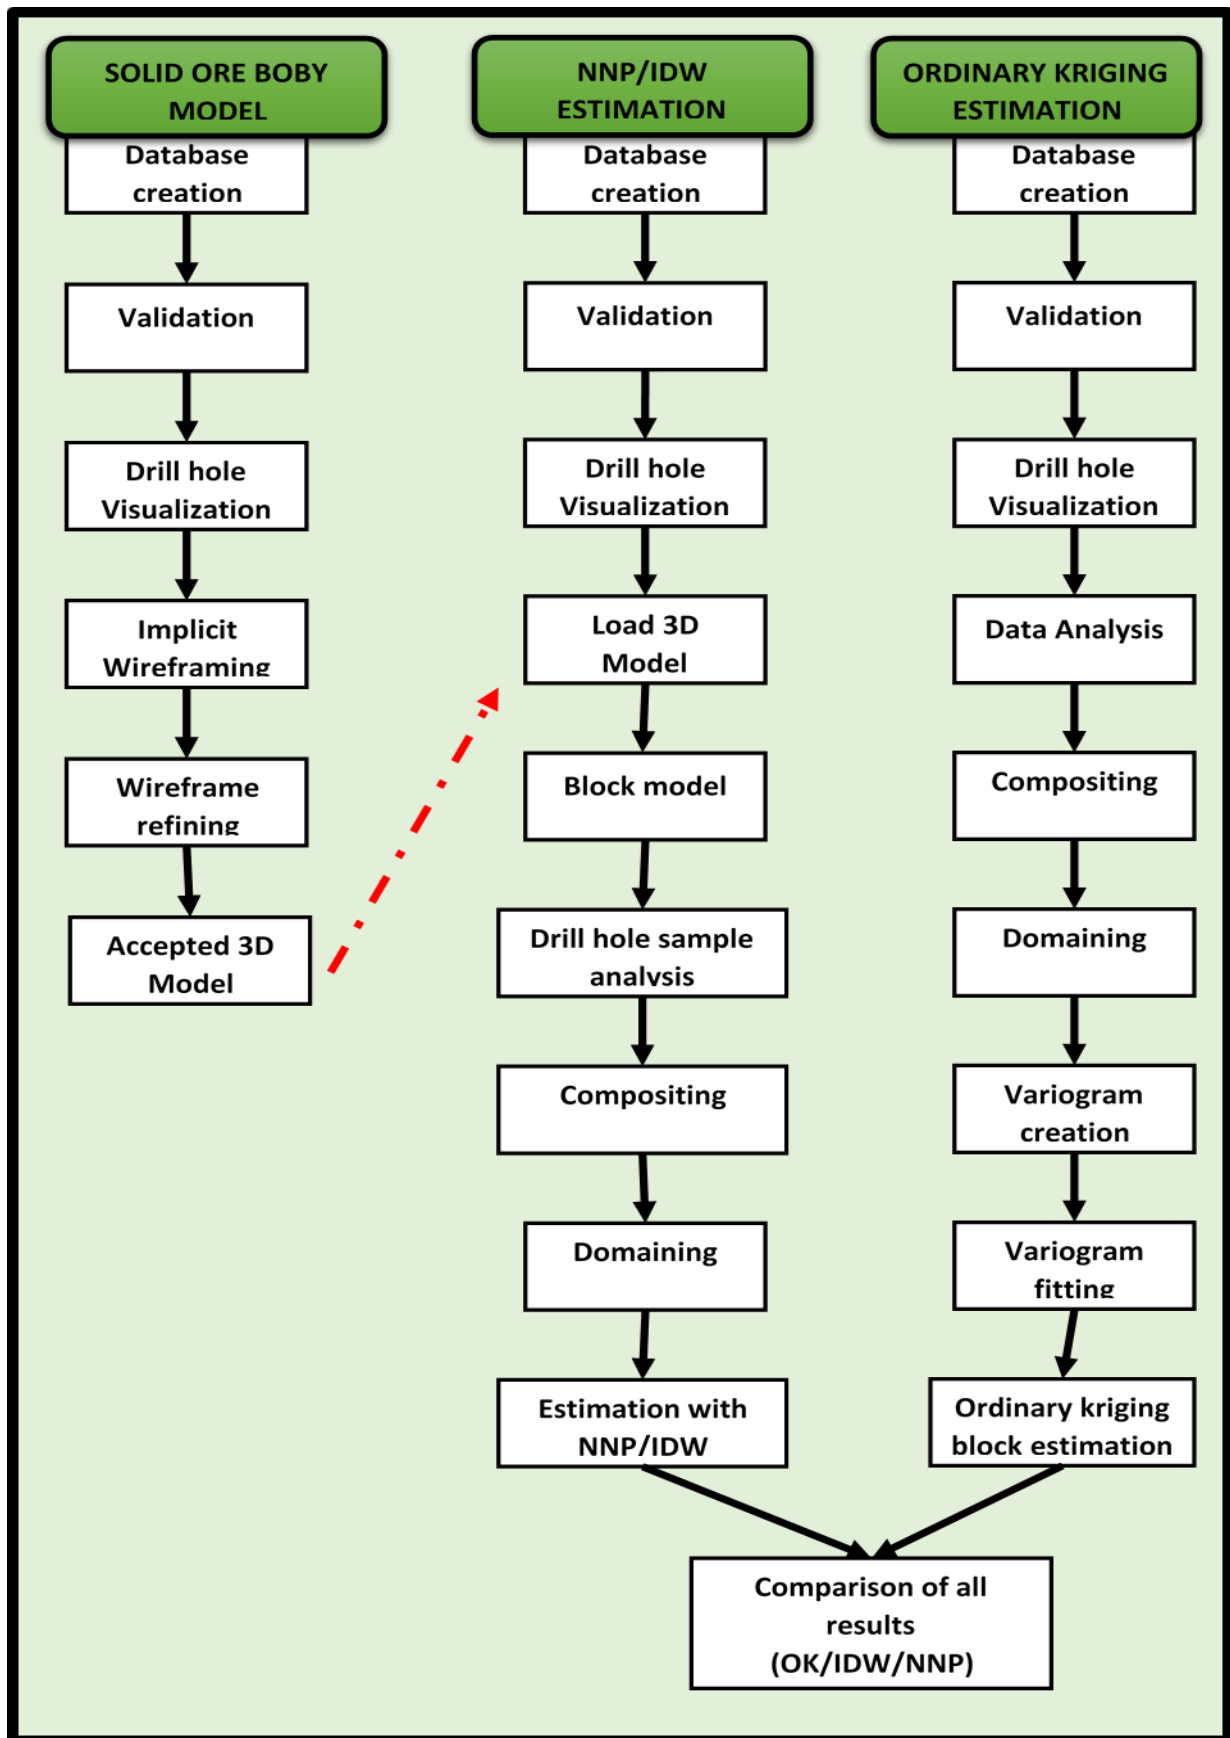 SOLID ORE BOBY
MODEL
Database
creation
Validation
Drill hole
Visualization
Implicit
Wireframing
Wireframe
refining
Accepted 3D
Model
NNP/IDW
ESTIMATION
Database
creation
Validation
Drill hole
Visualization
Load 3D
Model
Block model
Drill hole sample
analysis
Compositing
Domaining
Estimation with
NNP/IDW
ORDINARY KRIGING
ESTIMATION
Database
creation
Validation
Drill hole
Visualization
Data Analysis
Compositing
Domaining
Variogram
creation
Variogram
fitting
Ordinary kriging
block estimation
Comparison of all
results
(OK/IDW/NNP)